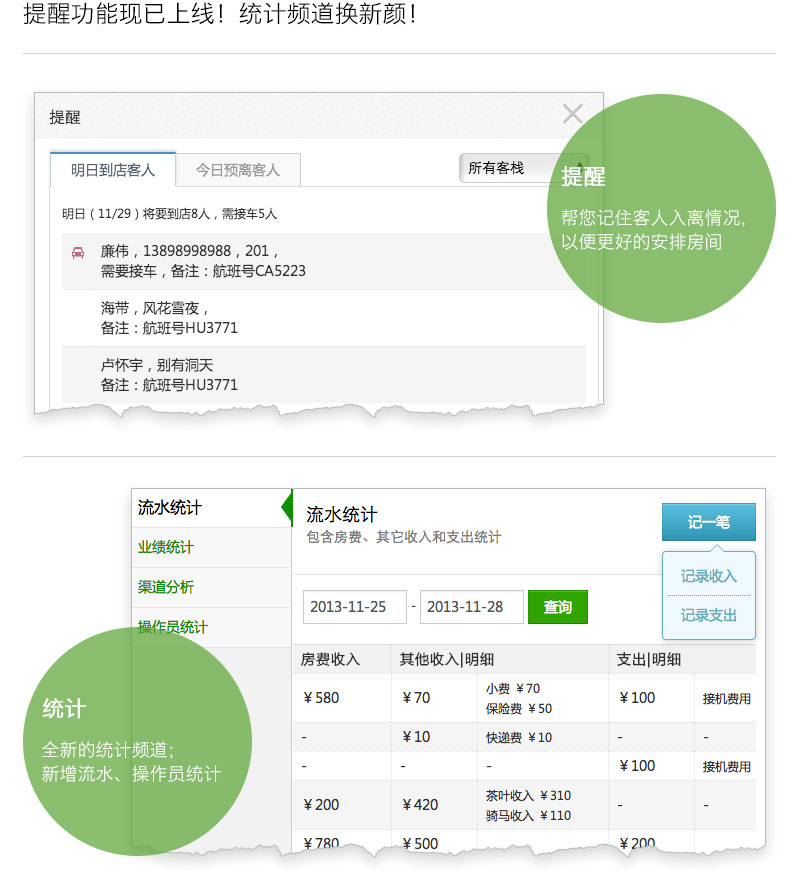 提醒功能现已上线！统计频道换新颜！
提醒
明日到店客人 今日预离客人 所有客栈
明日（11/29）将要到店8人，需接车5人
廉伟，13898998988，201，
需要接车，备注：航班号CA5223
海带，风花雪夜，
备注：航班号HU3771
卢怀宇，别有洞天
备注：航班号HU3771
提醒
帮您记住客人入离情况，
以便更好的安排房间
流水统计
业绩统计
渠道分析
操作员统计
流水统计
包含房费、其它收入和支出统计
记一笔
记录收入
记录支出
2013-11-25 - 2013-11-28 查询
房费收入 其他收入|明细 支出|明细
￥580 ￥70 小费 ￥70 ￥100 接机费用
保险费 ￥50
- ￥10 快递费 ￥10 - -
- - - ￥100 接机费用
￥200 ￥420 茶叶收入 ￥310 - -
骑马收入 ￥110
￥780 ￥500 ￥200
统计
全新的统计频道；
新增流水、操作员统计